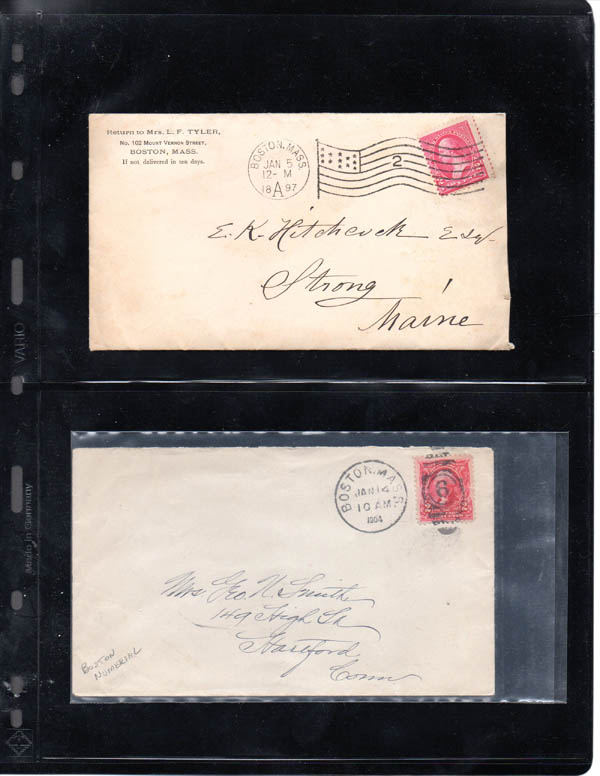 Return to Mrs. L. F. TYLER,
No. 102 MOUNT VERNON STREET,
BOSTON, MASS.
If not delivered in ten days.
BOSTON, MASS.
JAN 5
12- M
18 97
A
2
E. K. Hitchcock Esq.
Strong
Maine
VARIO
Made in Germany
BOSTON, MASS.
JAN 14
10 AM
1904
6
Mrs Geo. N. Smith
149 High St
Hartford
Conn
BOSTON
NUMERIAL